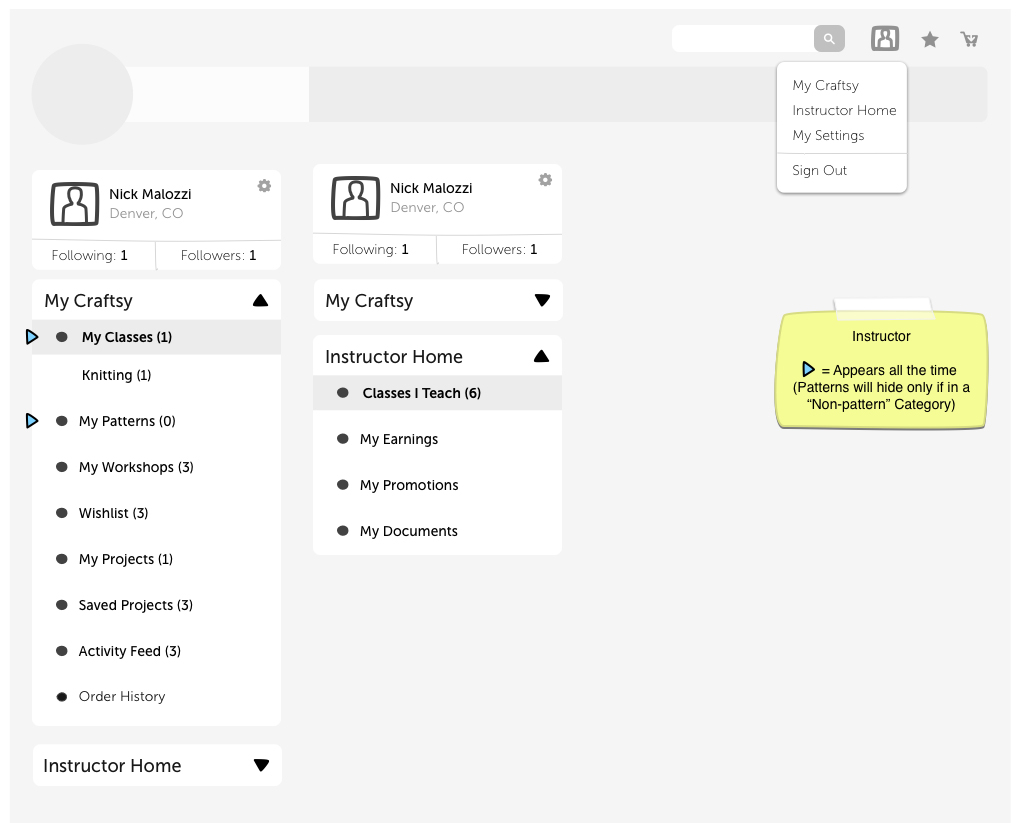 My Craftsy
Instructor Home
My Settings
Sign Out
Nick Malozzi
Denver, CO
Following: 1
Followers: 1
My Craftsy
My Classes (1)
Knitting (1)
My Patterns (0)
My Workshops (3)
Wishlist (3)
My Projects (1)
Saved Projects (3)
Activity Feed (3)
Order History
Instructor Home
Nick Malozzi
Denver, CO
Following: 1
Followers: 1
My Craftsy
Instructor Home
Classes I Teach (6)
My Earnings
My Promotions
My Documents
Instructor
= Appears all the time
(Patterns will hide only if in a
“Non-pattern” Category)